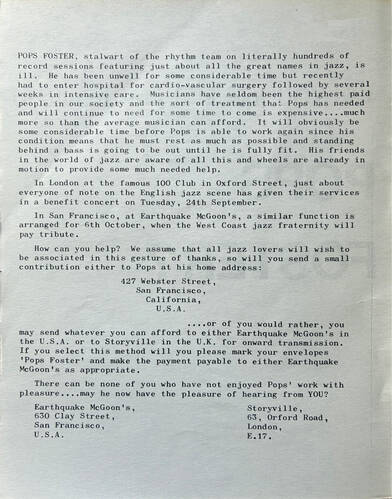 POPS FOSTER, stalwart of the rhythm team on literally hundreds of
record sessions featuring just about all the great names in jazz, is
ill. He has been unwell for some considerable time but recently
had to enter hospital for cardio-vascular surgery followed by several
weeks in intensive care. Musicians have seldom been the highest paid
people in our society and the sort of treatment that Pops has needed
and will continue to need for some time to come is expensive....much
more so than the average musician can afford. It will obviously be
some considerable time before Pops is able to work again since his
condition means that he must rest as much as possible and standing
behind a bass is going to be out until he is fully fit. His friends
in the world of jazz are aware of all this and wheels are already in
motion to provide some much needed help.
In London at the famous 100 Club in Oxford Street, just about
everyone of note on the English jazz scene has given their services
in a benefit concert on Tuesday, 24th September.
In San Francisco, at Earthquake McGoon's, a similar function is
arranged for 6th October, when the West Coast jazz fraternity will
pay tribute.
How can you help? We assume that all jazz lovers will wish to
be associated in this gesture of thanks, so will you send a small
contribution either to Pops at his home address:
427 Webster Street,
San Francisco,
California,
U.S.A.
....or of you would rather, you
may send whatever you can afford to either Earthquake McGoon's in
the U.S.A. or to Storyville in the U.K. for onward transmission.
If you select this method will you please mark your envelopes
'Pops Foster' and make the payment payable to either Earthquake
McGoon's as appropriate.
There can be none of you who have not enjoyed Pops' work with
pleasure....may he now have the pleasure of hearing from YOU?
Earthquake McGoon's,
630 Clay Street,
San Francisco,
U.S.A.
Storyville,
63, Orford Road,
London,
E.17.